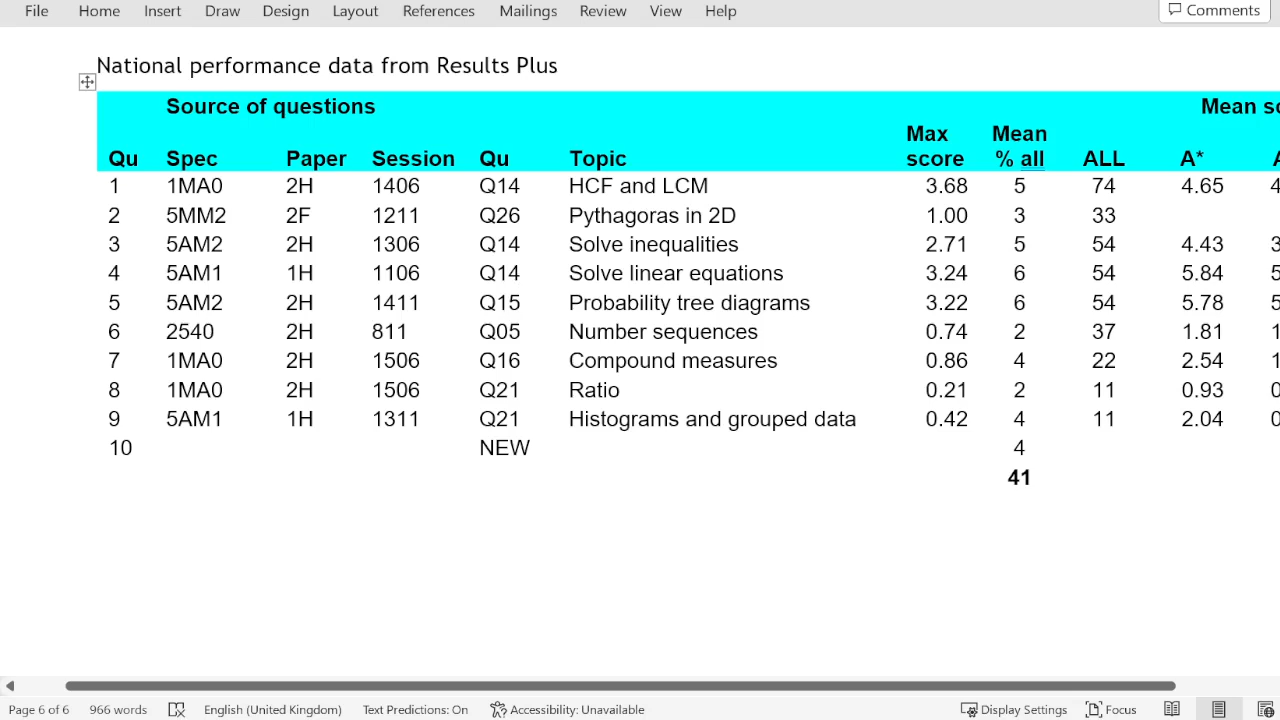 File Home Insert Draw Design Layout References Mailings Review View Help Comments
National performance data from Results Plus
Source of questions Mean sc
Max Mean
Qu Spec Paper Session Qu Topic score % all ALL A* A
1 1MA0 2H 1406 Q14 HCF and LCM 3.68 5 74 4.65 4
2 5MM2 2F 1211 Q26 Pythagoras in 2D 1.00 3 33
3 5AM2 2H 1306 Q14 Solve inequalities 2.71 5 54 4.43 3
4 5AM1 1H 1106 Q14 Solve linear equations 3.24 6 54 5.84 5
5 5AM2 2H 1411 Q15 Probability tree diagrams 3.22 6 54 5.78 5
6 2540 2H 811 Q05 Number sequences 0.74 2 37 1.81 1
7 1MA0 2H 1506 Q16 Compound measures 0.86 4 22 2.54 1
8 1MA0 2H 1506 Q21 Ratio 0.21 2 11 0.93 0
9 5AM1 1H 1311 Q21 Histograms and grouped data 0.42 4 11 2.04 0
10 NEW 4
41
Page 6 of 6 966 words English (United Kingdom) Text Predictions: On Accessibility: Unavailable Display Settings Focus